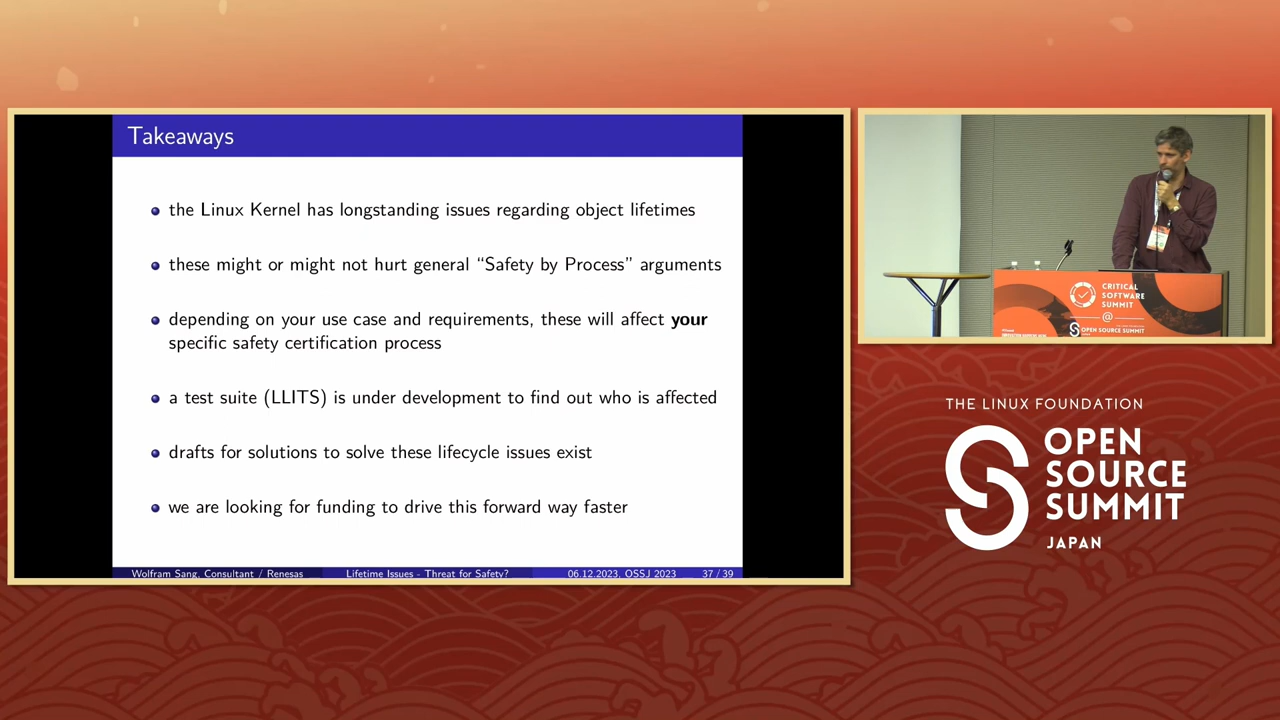 Takeaways
the Linux Kernel has longstanding issues regarding object lifetimes
these might or might not hurt general “Safety by Process” arguments
depending on your use case and requirements, these will affect your
specific safety certification process
a test suite (LLITS) is under development to find out who is affected
drafts for solutions to solve these lifecycle issues exist
we are looking for funding to drive this forward way faster
Wolfram Sang, Consultant / Renesas
Lifetime Issues - Threat for Safety?
06.12.2023, OSSJ 2023
37 / 39
CRITICAL
SOFTWARE
SUMMIT
@
OPEN SOURCE SUMMIT
THE LINUX FOUNDATION
OPEN
SOURCE
SUMMIT
JAPAN